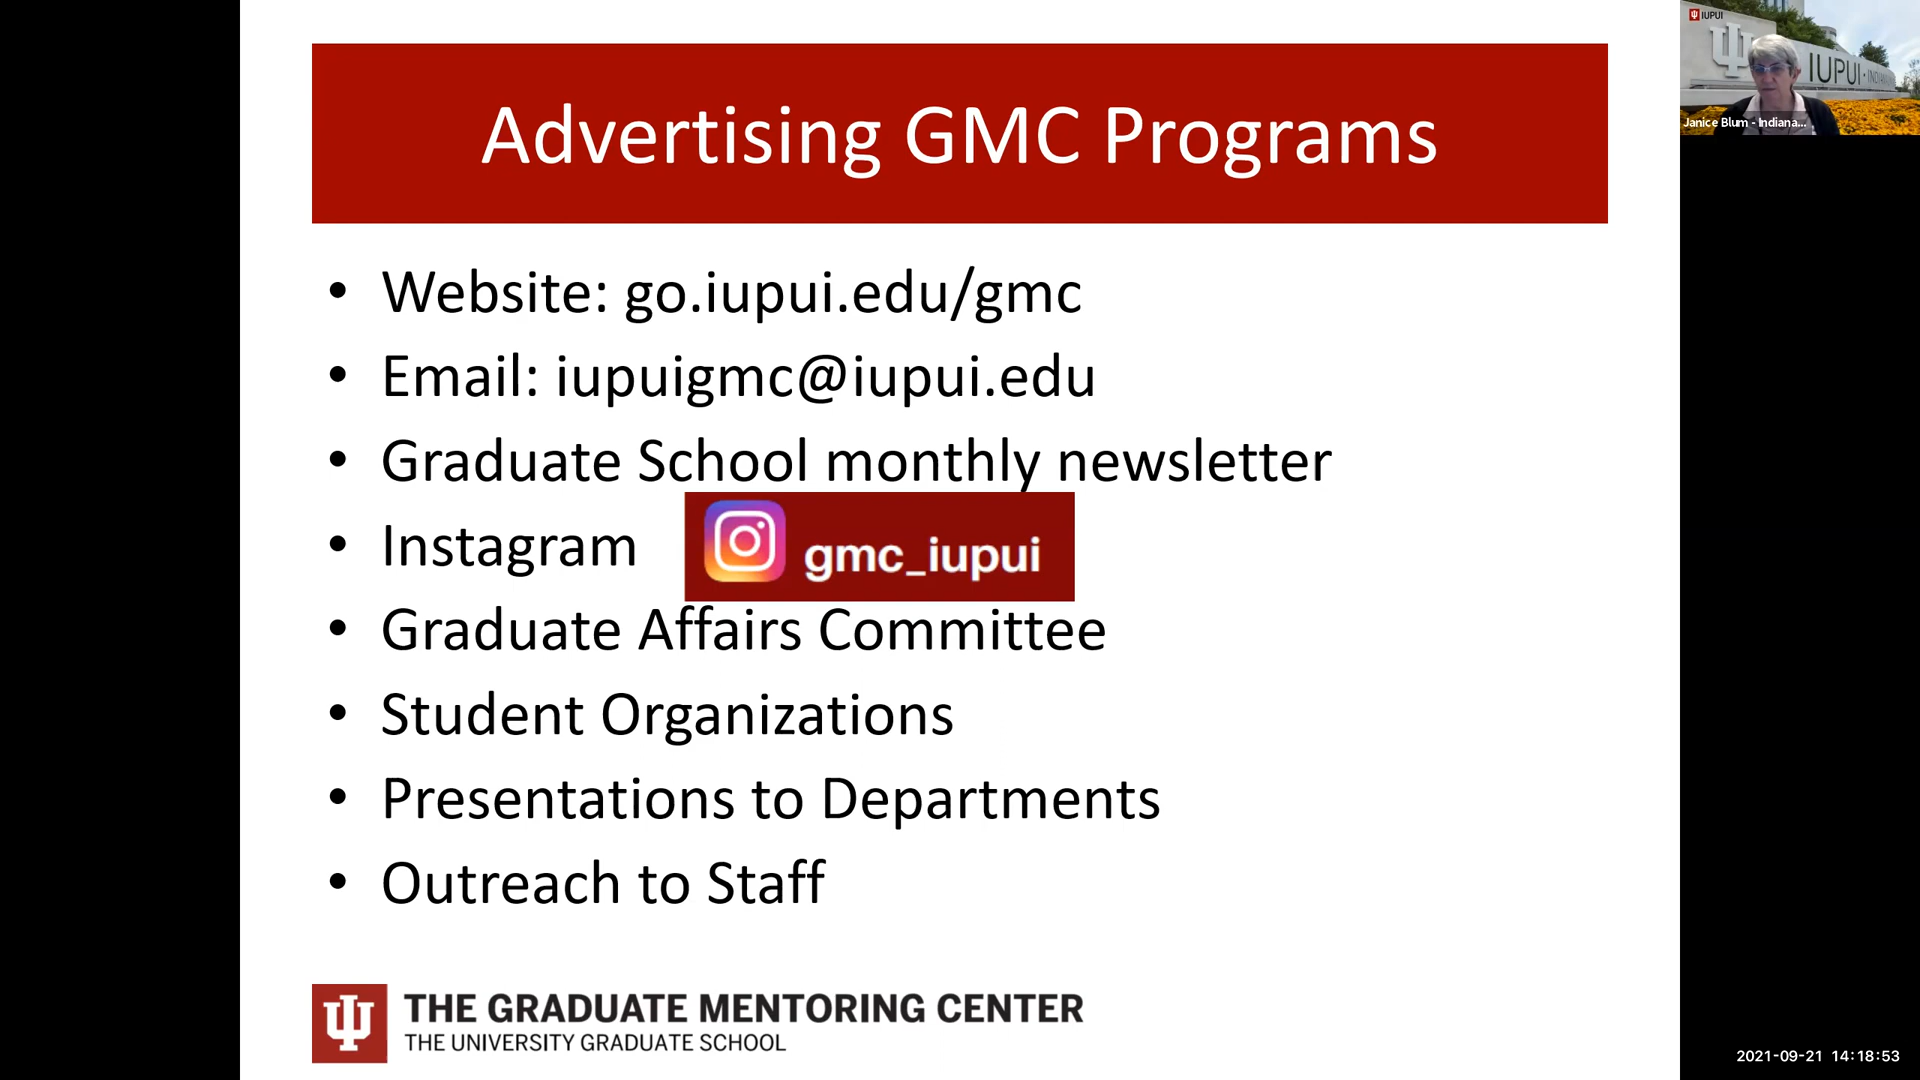 Advertising GMC Programs
• Website: go.iupui.edu/gmc
• Email: iupuigmc@iupui.edu
• Graduate School monthly newsletter
• Instagram
gmc_iupui
• Graduate Affairs Committee
• Student Organizations
• Presentations to Departments
• Outreach to Staff
THE GRADUATE MENTORING CENTER
THE UNIVERSITY GRADUATE SCHOOL
IUPUI
IUPUI
Janice Blum - Indiana...
2021-09-21 14:18:53